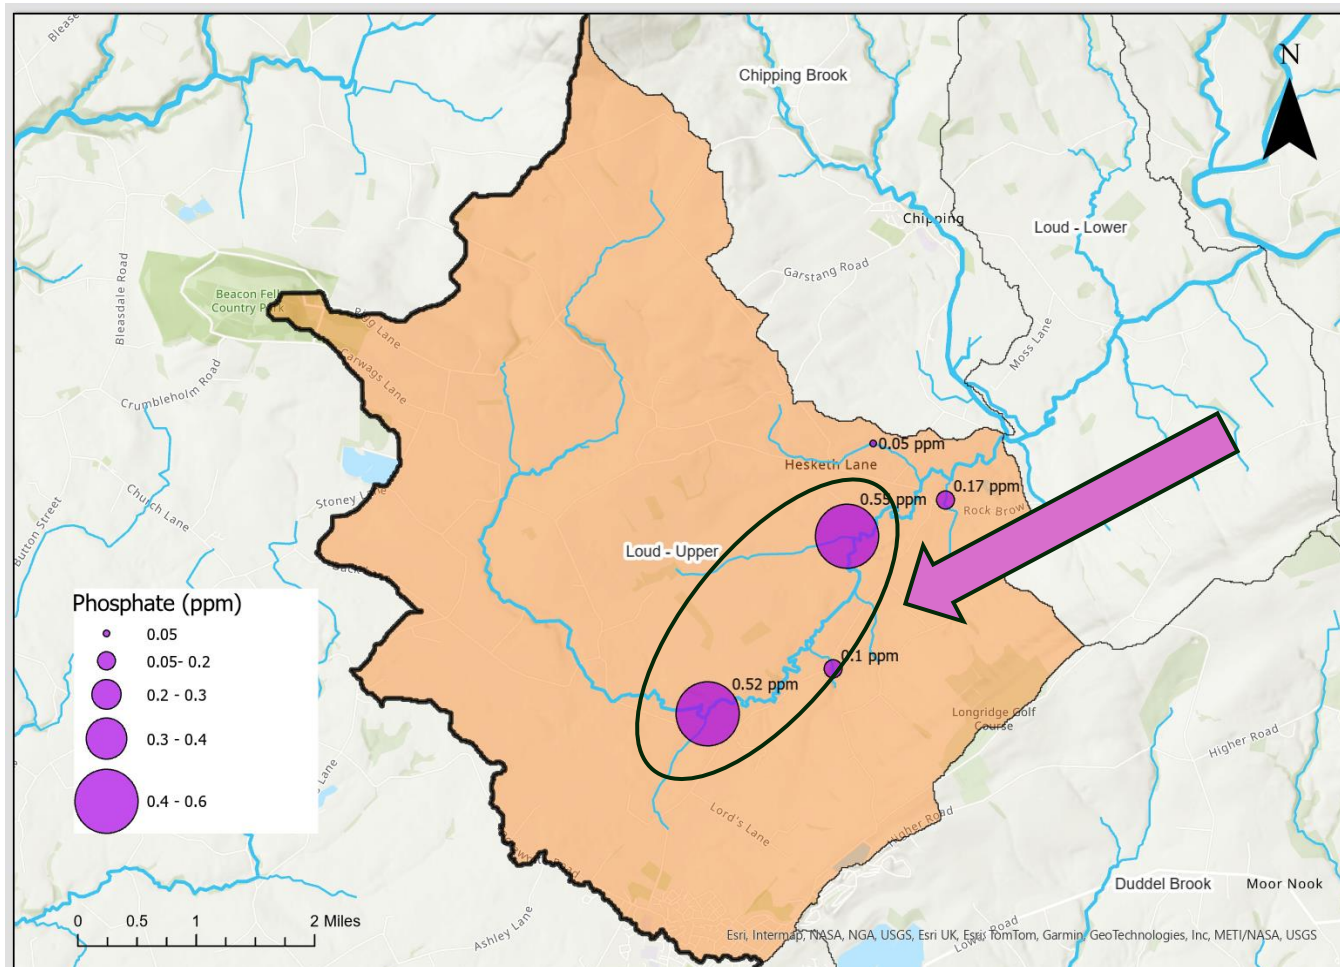 Chipping Brook
N
Chipping
Loud - Lower
Garstang Road
Bleasdale Road
Beacon Fell
Country Park
Carwags Lane
Moss Lane
Crumbleholm Road
0.05 ppm
Hesketh Lane
0.17 ppm
0.55 ppm
Rock Brow
Button Street
Church Lane
Stoney Lane
Loud - Upper
0.1 ppm
0.52 ppm
Longridge Golf
Course
Higher Road
Phosphate (ppm)
0.05
0.05- 0.2
0.2 - 0.3
0.3 - 0.4
0.4 - 0.6
Lord's Lane
Higher Road
Duddel Brook
Moor Nook
0 0.5 1 2 Miles
Ashley Lane
Lower Road
Esri, Intermap, NASA, NGA, USGS, Esri UK, Esri, TomTom, Garmin, GeoTechnologies, Inc, METI/NASA, USGS